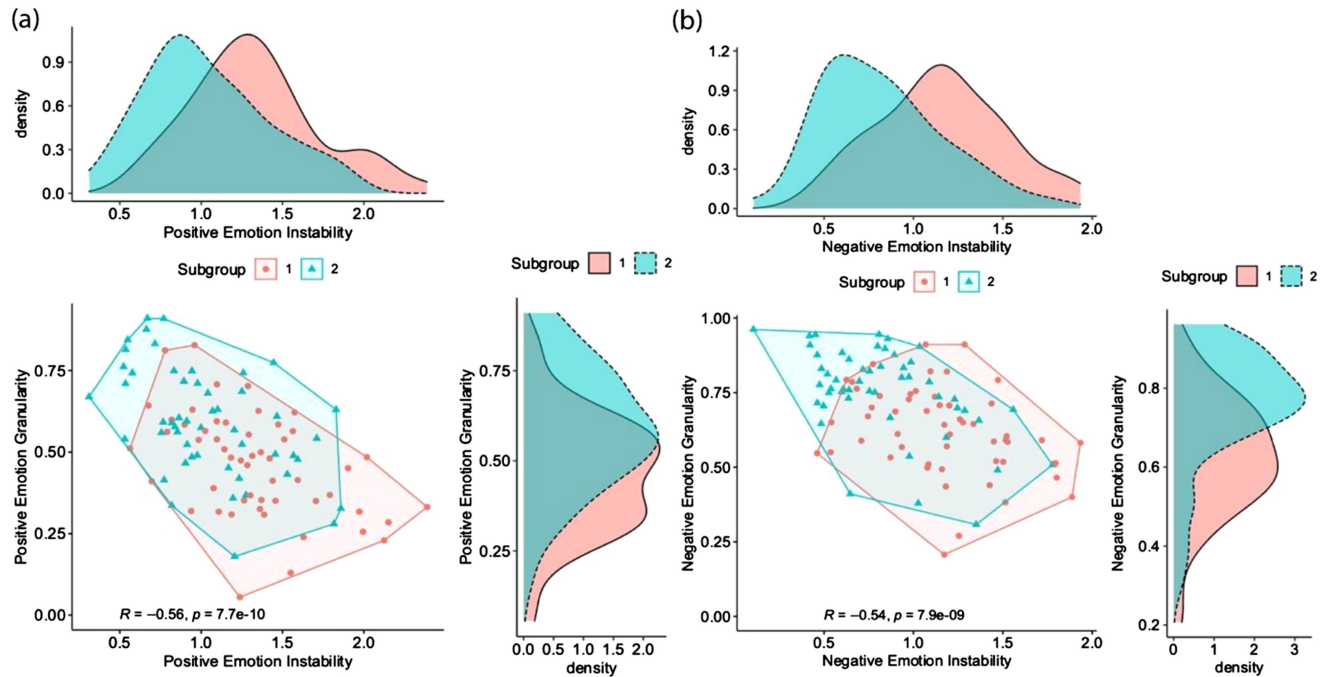 (a)
density
0.9
0.6
0.3
0.0
0.5 1.0 1.5 2.0
Positive Emotion Instability
(b)
density
1.2
0.9
0.6
0.3
0.0
0.5 1.0 1.5 2.0
Negative Emotion Instability
Subgroup 1 2
Positive Emotion Granularity
0.75
0.50
0.25
0.00
R = −0.56, p = 7.7e-10
0.5 1.0 1.5 2.0
Positive Emotion Instability
Subgroup 1 2
Positive Emotion Granularity
0.75
0.50
0.25
0.0 0.5 1.0 1.5 2.0
density
Subgroup 1 2
Negative Emotion Granularity
1.00
0.75
0.50
0.25
0.00
R = −0.54, p = 7.9e-09
0.5 1.0 1.5 2.0
Negative Emotion Instability
Subgroup 1 2
Negative Emotion Granularity
0.8
0.6
0.4
0.2
0 1 2 3
density